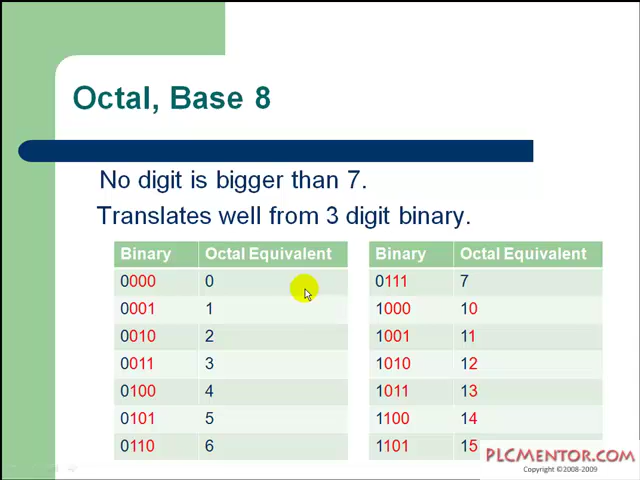 Octal, Base 8
No digit is bigger than 7.
Translates well from 3 digit binary.
Binary Octal Equivalent
0000 0
0001 1
0010 2
0011 3
0100 4
0101 5
0110 6
Binary Octal Equivalent
0111 7
1000 10
1001 11
1010 12
1011 13
1100 14
1101 15
PLCMENTOR.COM
Copyright ©2008-2009